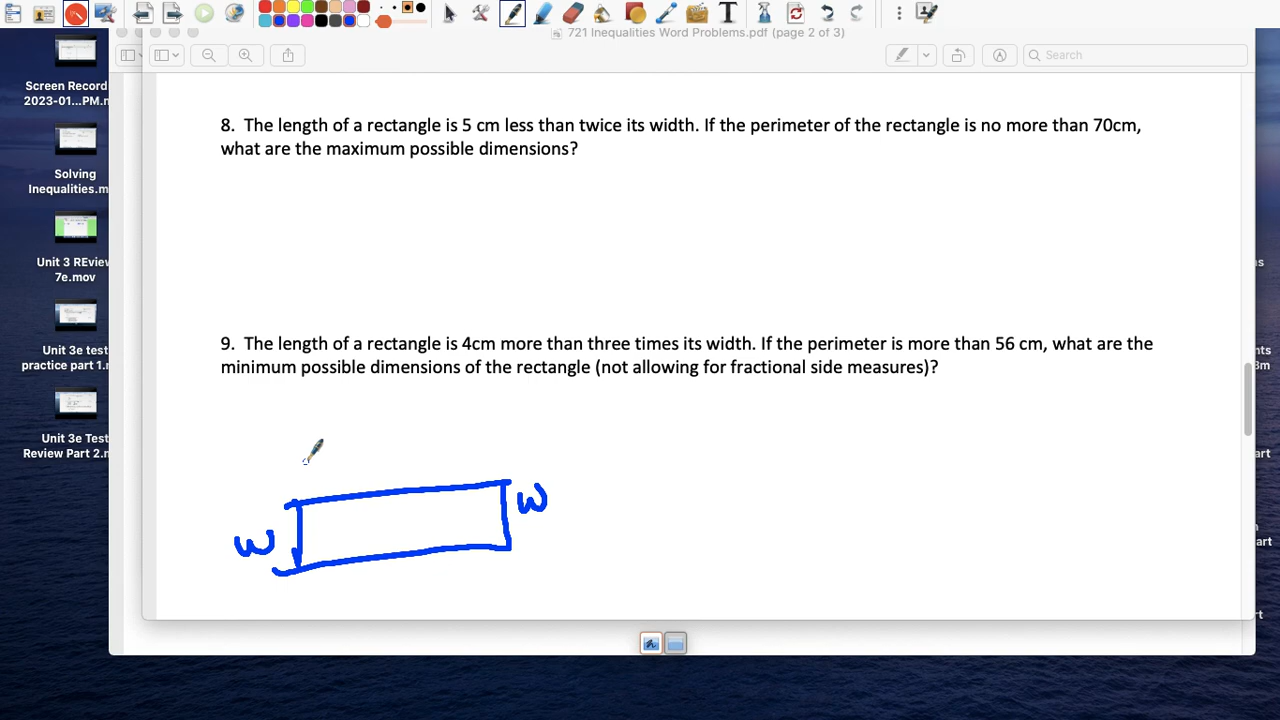 721 Inequalities Word Problems.pdf (page 2 of 3)
Search
Screen Record
2023-01...PM.m
Solving
Inequalities.m
Unit 3 REview
7e.mov
Unit 3e test
practice part 1.r
Unit 3e Test
Review Part 2.n
8. The length of a rectangle is 5 cm less than twice its width. If the perimeter of the rectangle is no more than 70cm,
what are the maximum possible dimensions?
9. The length of a rectangle is 4cm more than three times its width. If the perimeter is more than 56 cm, what are the
minimum possible dimensions of the rectangle (not allowing for fractional side measures)?
w
w